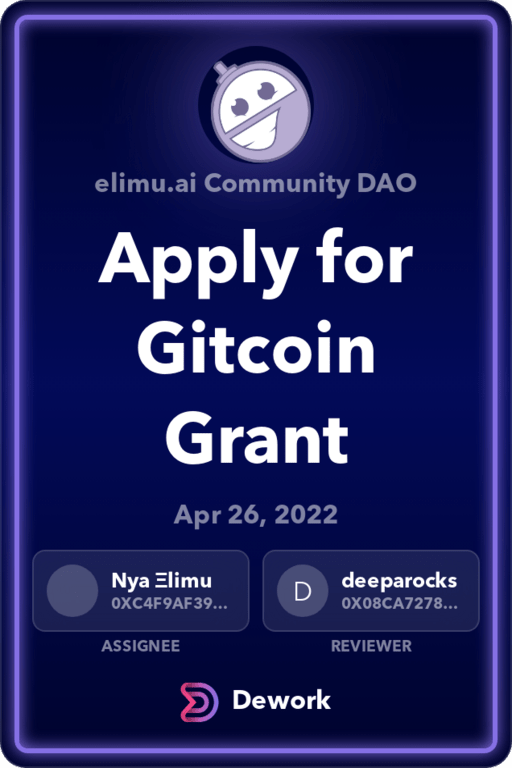 elimu.ai Community DAO
Apply for
Gitcoin
Grant
Apr 26, 2022
Nya Ξlimu
0XC4F9AF39...
ASSIGNEE
D
deeparocks
0X08CA7278...
REVIEWER
Dework